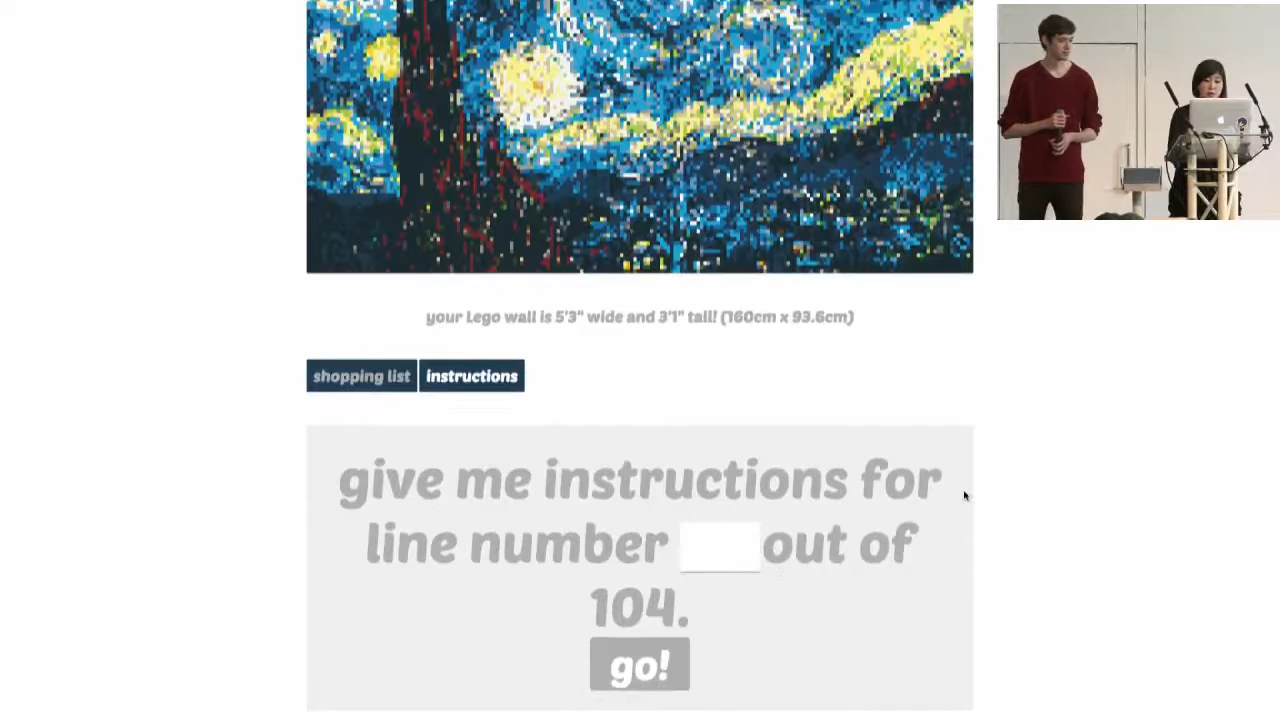 your Lego wall is 5'3" wide and 3'1" tall! (160cm x 93.6cm)
shopping list
instructions
give me instructions for
line number out of
104.
go!